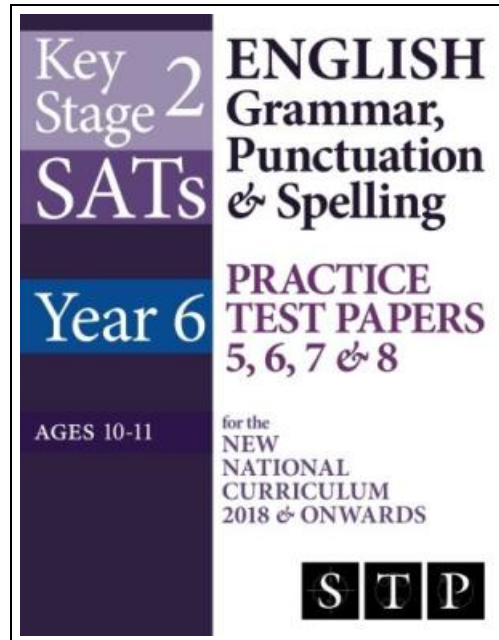 Key
Stage 2
SATs
Year 6
AGES 10-11
ENGLISH
Grammar,
Punctuation
& Spelling
PRACTICE
TEST PAPERS
5, 6, 7 & 8
for the
NEW
NATIONAL
CURRICULUM
2018 & ONWARDS
S T P